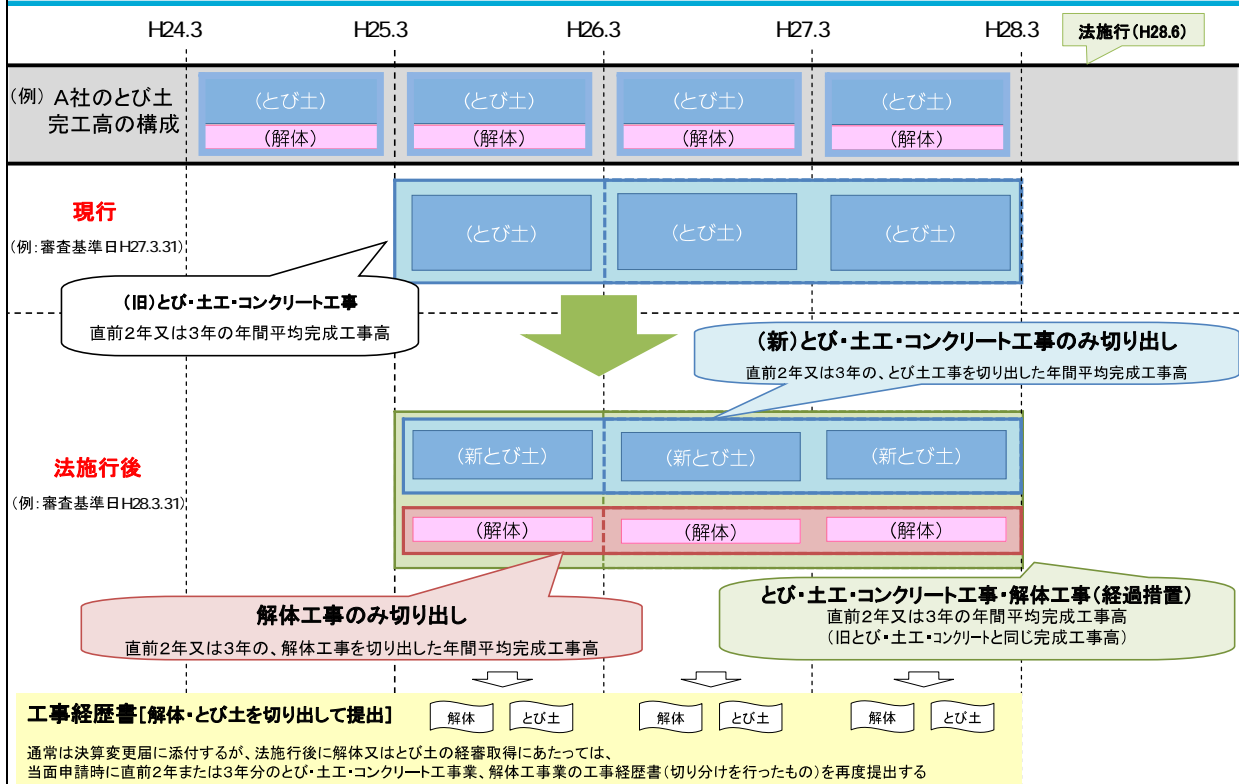 H24.3 H25.3 H26.3 H27.3 H28.3 法施行(H28.6)
(例) A社のとび土
完工高の構成
(とび土) (とび土) (とび土) (とび土)
(解体) (解体) (解体) (解体)
現行
(例:審査基準日H27.3.31)
(とび土) (とび土) (とび土)
(旧)とび・土工・コンクリート工事
直前2年又は3年の年間平均完成工事高
(新)とび・土工・コンクリート工事のみ切り出し
直前2年又は3年の、とび土工事を切り出した年間平均完成工事高
法施行後
(例:審査基準日H28.3.31)
(新とび土) (新とび土) (新とび土)
(解体) (解体) (解体)
解体工事のみ切り出し
直前2年又は3年の、解体工事を切り出した年間平均完成工事高
とび・土工・コンクリート工事・解体工事(経過措置)
直前2年又は3年の年間平均完成工事高
(旧とび・土工・コンクリートと同じ完成工事高)
工事経歴書[解体・とび土を切り出して提出]
解体 とび土 解体 とび土 解体 とび土
通常は決算変更届に添付するが、法施行後に解体又はとび土の経審取得にあたっては、
当面申請時に直前2年または3年分のとび・土工・コンクリート工事業、解体工事業の工事経歴書(切り分けを行ったもの)を再度提出する